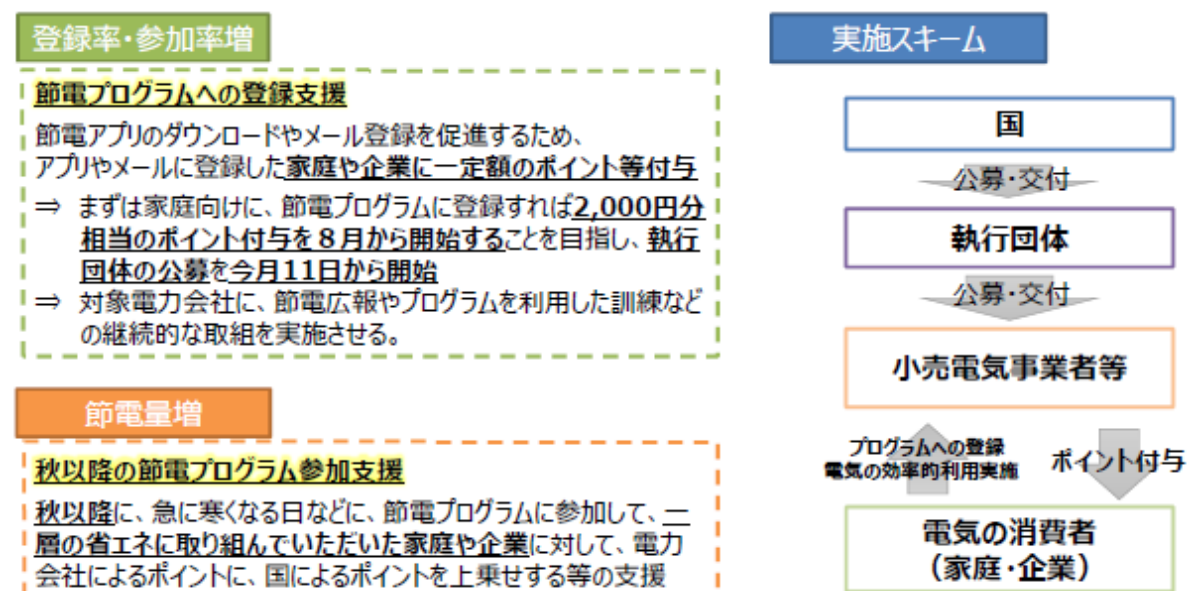 登録率・参加率増
節電プログラムへの登録支援
節電アプリのダウンロードやメール登録を促進するため、
アプリやメールに登録した家庭や企業に一定額のポイント等付与
⇒ まずは家庭向けに、節電プログラムに登録すれば2,000円分
相当のポイント付与を８月から開始することを目指し、執行
団体の公募を今月11日から開始
⇒ 対象電力会社に、節電広報やプログラムを利用した訓練など
の継続的な取組を実施させる。
節電量増
秋以降の節電プログラム参加支援
秋以降に、急に寒くなる日などに、節電プログラムに参加して、一
層の省エネに取り組んでいただいた家庭や企業に対して、電力
会社によるポイントに、国によるポイントを上乗せする等の支援
実施スキーム
国
公募・交付
執行団体
公募・交付
小売電気事業者等
プログラムへの登録
電気の効率的利用実施
ポイント付与
電気の消費者
（家庭・企業）